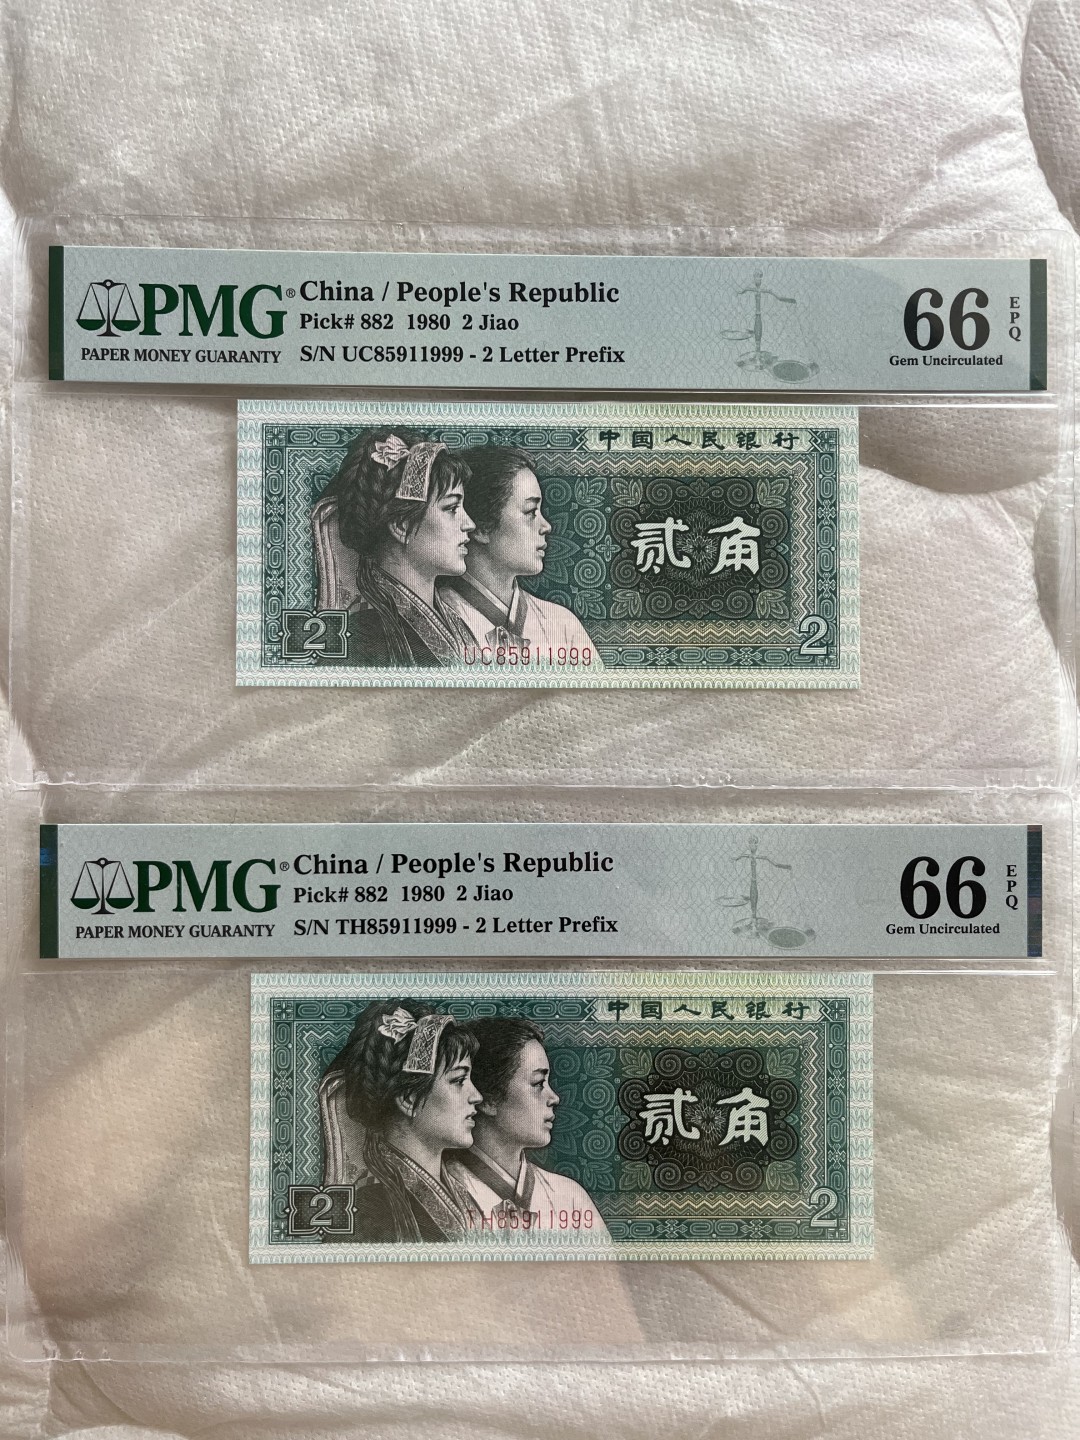 PMG® China / People's Republic
Pick# 882 1980 2 Jiao
PAPER MONEY GUARANTY
S/N UC85911999 - 2 Letter Prefix
66 EPQ
Gem Uncirculated
中国人民银行
贰角
2
2
UC85911999
PMG® China / People's Republic
Pick# 882 1980 2 Jiao
PAPER MONEY GUARANTY
S/N TH85911999 - 2 Letter Prefix
66 EPQ
Gem Uncirculated
中国人民银行
贰角
2
2
TH85911999